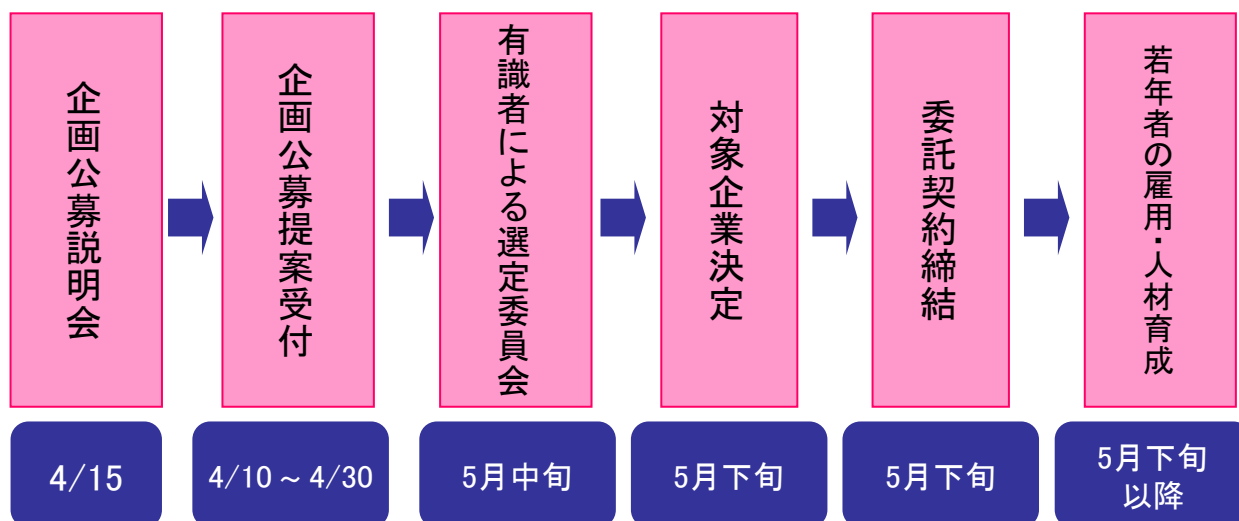 企画公募説明会
企画公募提案受付
有識者による選定委員会
対象企業決定
委託契約締結
若年者の雇用・人材育成
4/15
4/10～4/30
5月中旬
5月下旬
5月下旬
5月下旬
以降